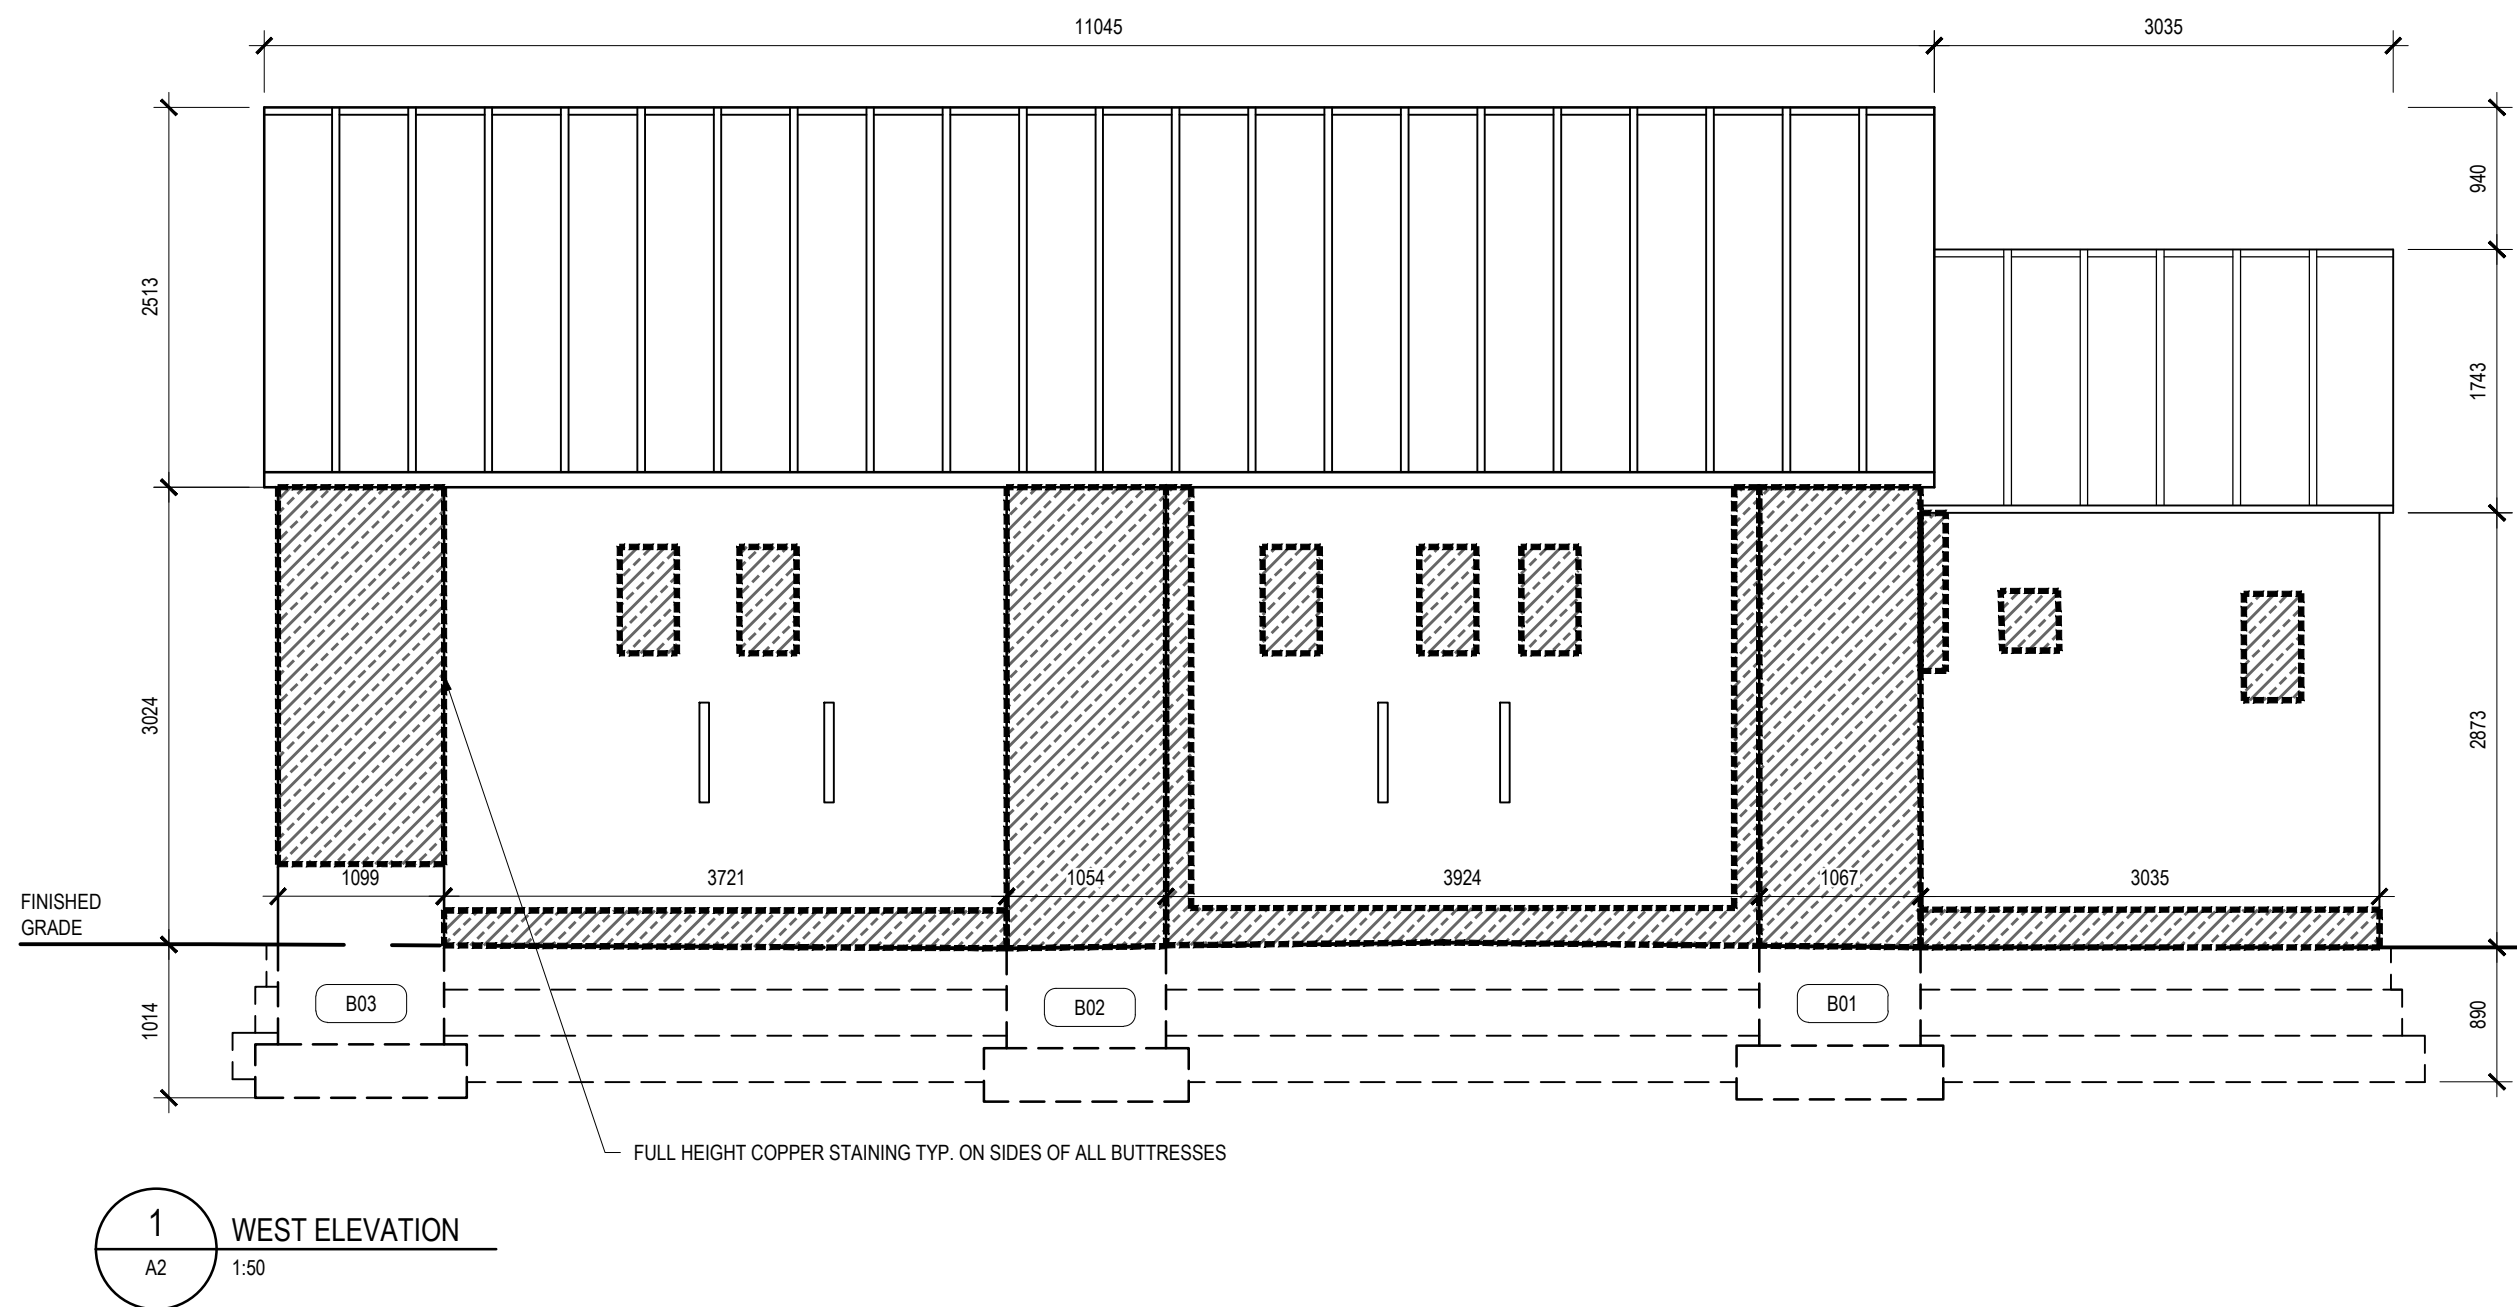 11045
3035
2513
940
1743
3024
2873
1099
3721
1054
3924
1067
3035
FINISHED
GRADE
1014
B03
B02
B01
890
FULL HEIGHT COPPER STAINING TYP. ON SIDES OF ALL BUTTRESSES
1
WEST ELEVATION
A2
1:50